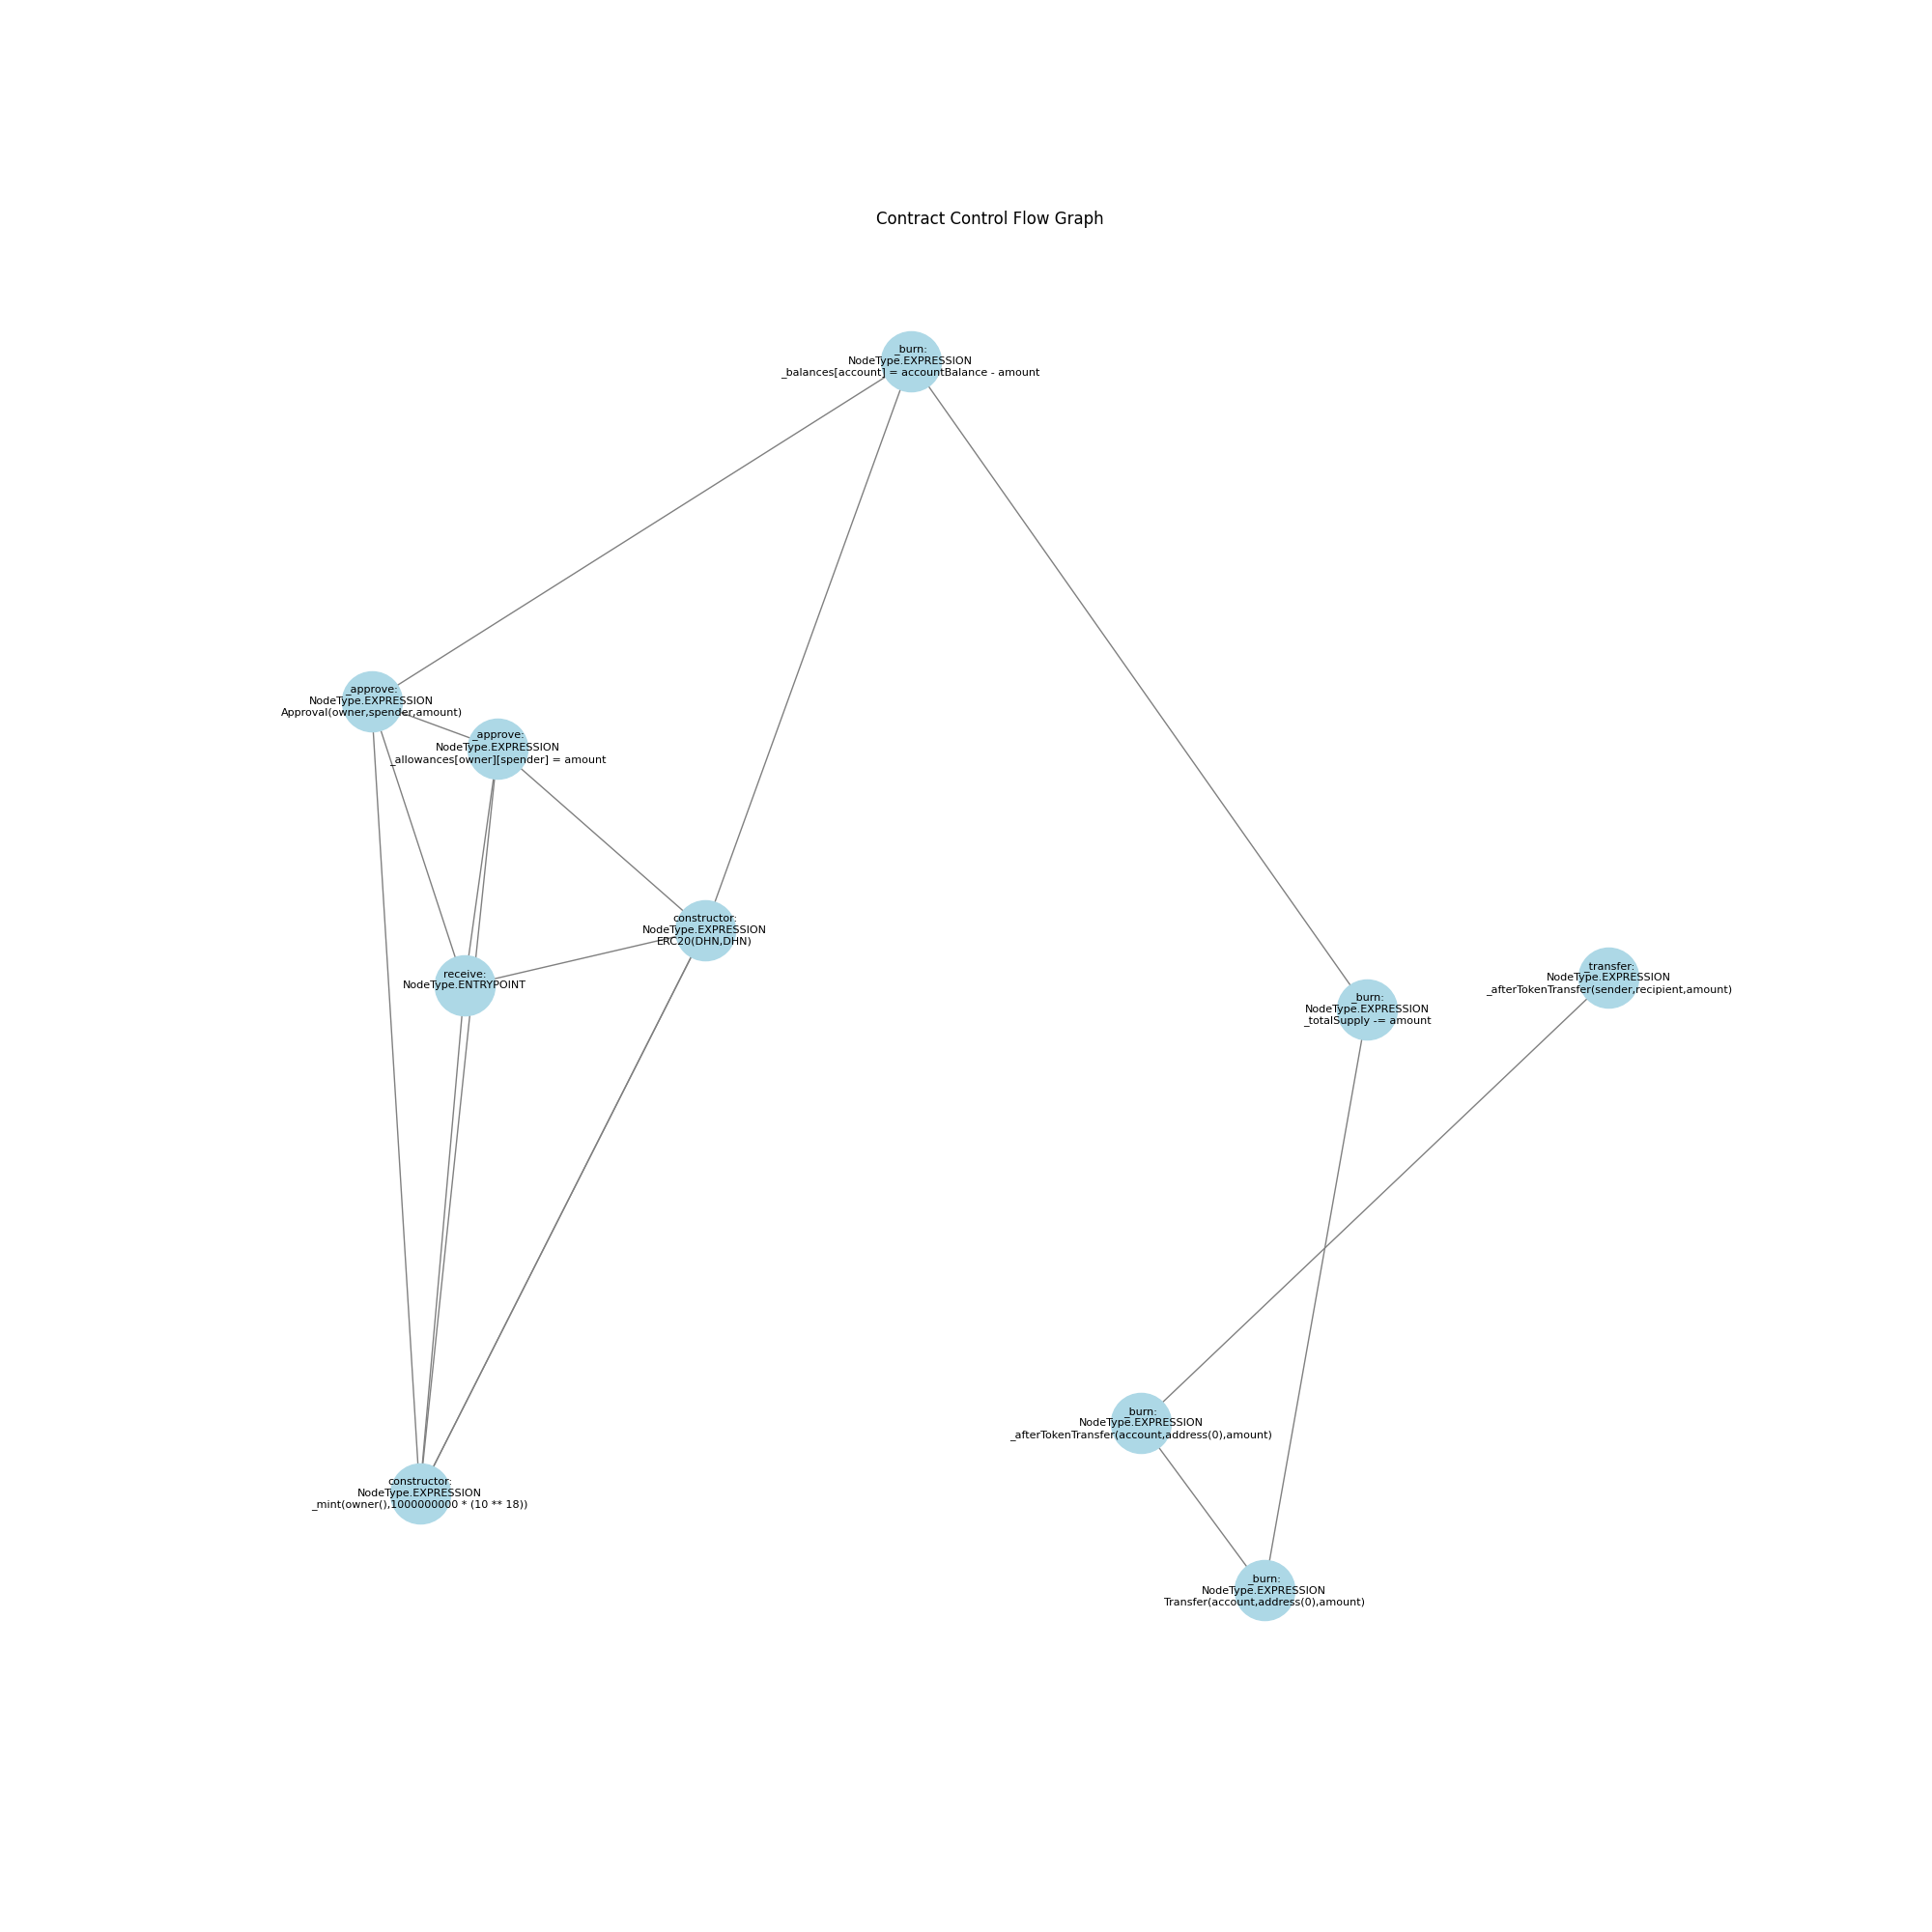 Contract Control Flow Graph
_burn:
NodeType.EXPRESSION
_balances[account] = accountBalance - amount
_approve:
NodeType.EXPRESSION
Approval(owner,spender,amount)
_approve:
NodeType.EXPRESSION
_allowances[owner][spender] = amount
constructor:
NodeType.EXPRESSION
ERC20(DHN,DHN)
receive:
NodeType.ENTRYPOINT
_transfer:
NodeType.EXPRESSION
_afterTokenTransfer(sender,recipient,amount)
_burn:
NodeType.EXPRESSION
_totalSupply -= amount
_burn:
NodeType.EXPRESSION
_afterTokenTransfer(account,address(0),amount)
constructor:
NodeType.EXPRESSION
_mint(owner(),1000000000 * (10 ** 18))
_burn:
NodeType.EXPRESSION
Transfer(account,address(0),amount)